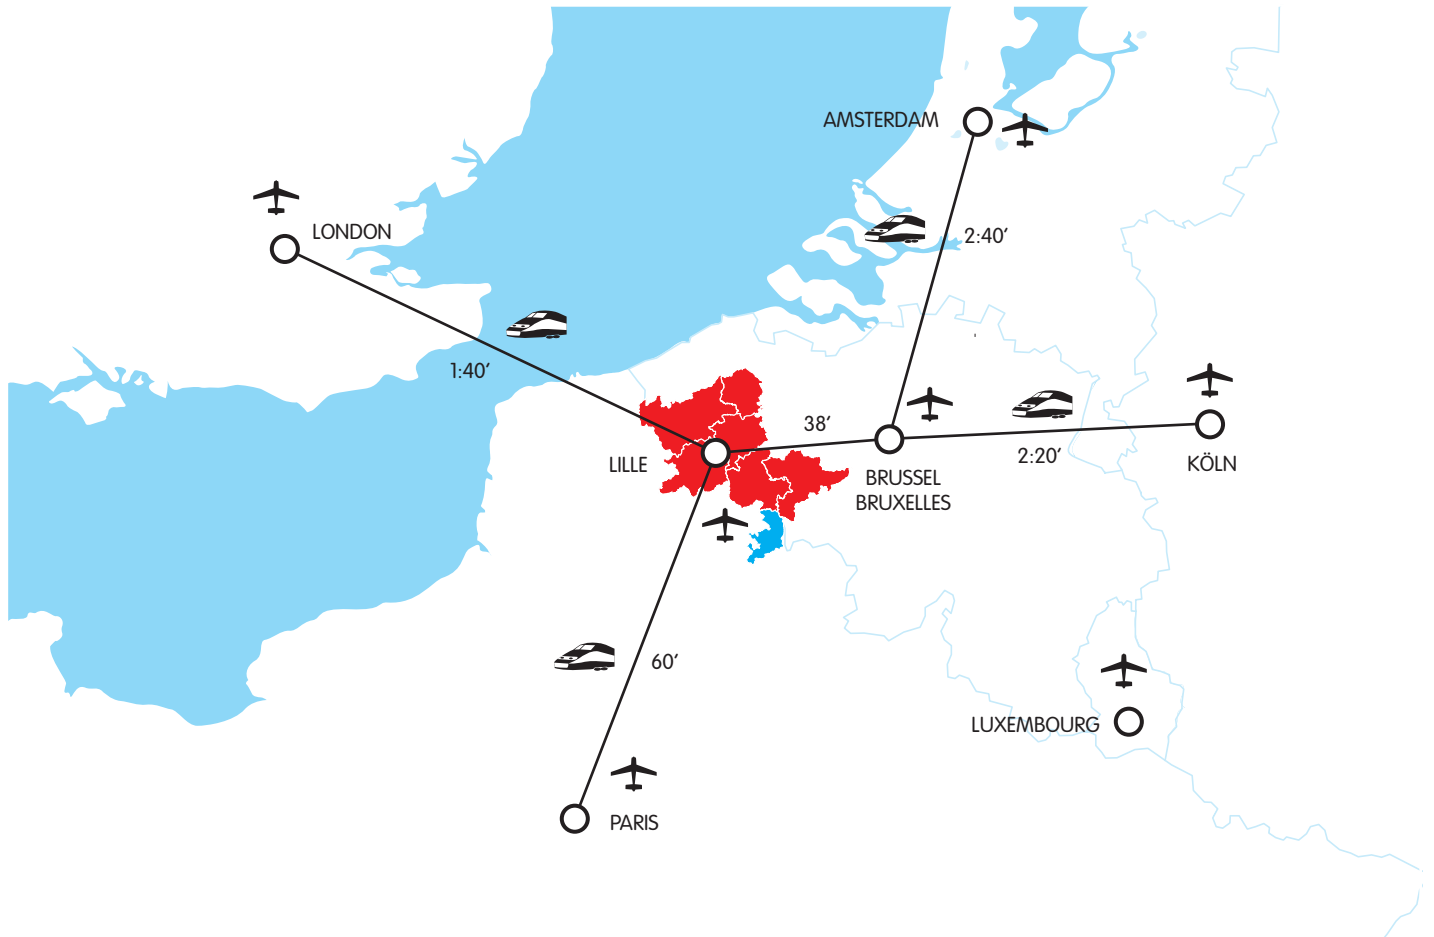 AMSTERDAM
LONDON
2:40’
1:40’
38’
LILLE
2:20’
KÖLN
BRUSSEL
BRUXELLES
60’
LUXEMBOURG
PARIS